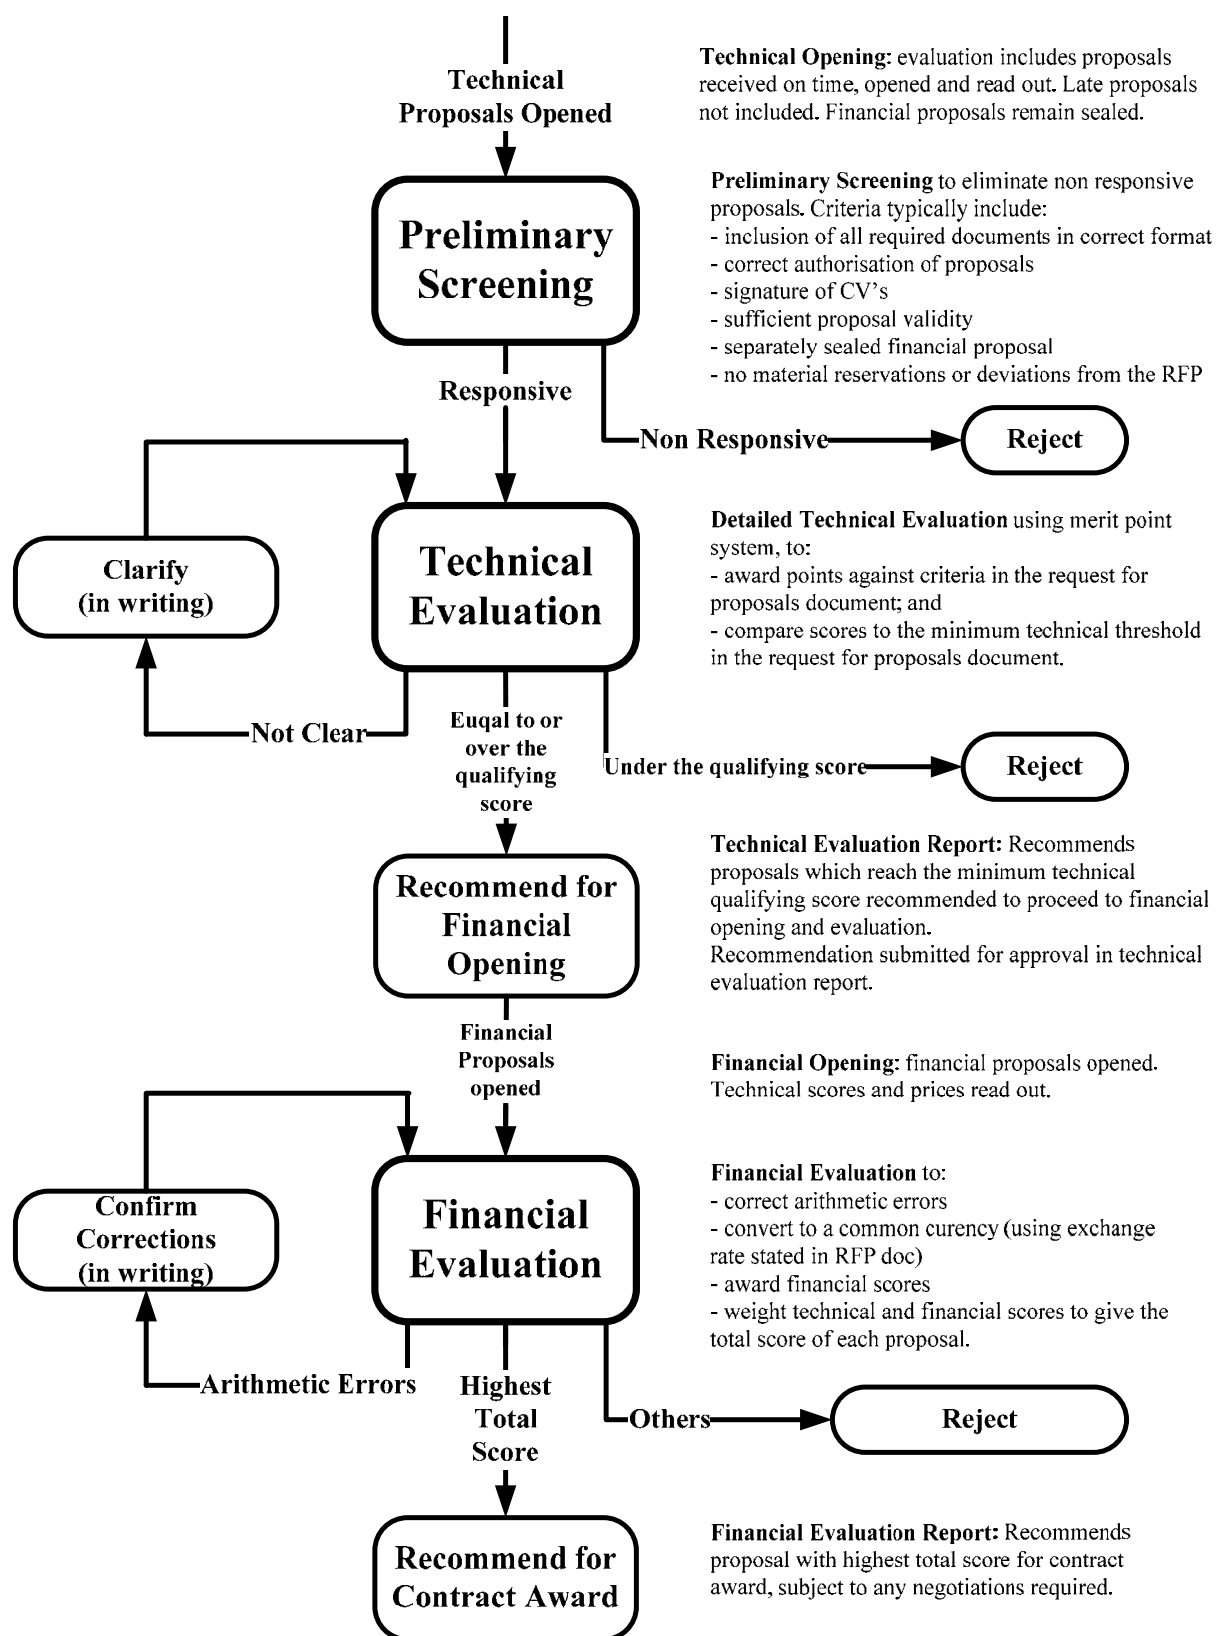 Technical
Proposals Opened
Technical Opening: evaluation includes proposals
received on time, opened and read out. Late proposals
not included. Financial proposals remain sealed.
Preliminary
Screening
Preliminary Screening to eliminate non responsive
proposals. Criteria typically include:
- inclusion of all required documents in correct format
- correct authorisation of proposals
- signature of CV's
- sufficient proposal validity
- separately sealed financial proposal
- no material reservations or deviations from the RFP
Responsive
Non Responsive
Reject
Clarify
(in writing)
Technical
Evaluation
Detailed Technical Evaluation using merit point
system, to:
- award points against criteria in the request for
proposals document; and
- compare scores to the minimum technical threshold
in the request for proposals document.
Not Clear
Euqal to or
over the
qualifying
score
Under the qualifying score
Reject
Recommend for
Financial
Opening
Technical Evaluation Report: Recommends
proposals which reach the minimum technical
qualifying score recommended to proceed to financial
opening and evaluation.
Recommendation submitted for approval in technical
evaluation report.
Financial
Proposals
opened
Financial Opening: financial proposals opened.
Technical scores and prices read out.
Confirm
Corrections
(in writing)
Financial
Evaluation
Financial Evaluation to:
- correct arithmetic errors
- convert to a common curency (using exchange
rate stated in RFP doc)
- award financial scores
- weight technical and financial scores to give the
total score of each proposal.
Arithmetic Errors
Highest
Total
Score
Others
Reject
Recommend for
Contract Award
Financial Evaluation Report: Recommends
proposal with highest total score for contract
award, subject to any negotiations required.